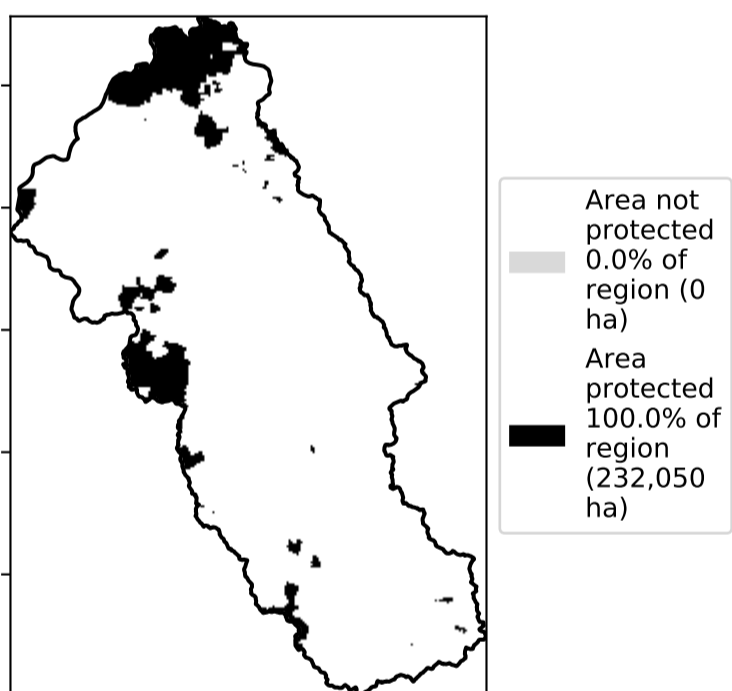 Area not
protected
0.0% of
region (0
ha)
Area
protected
100.0% of
region
(232,050
ha)